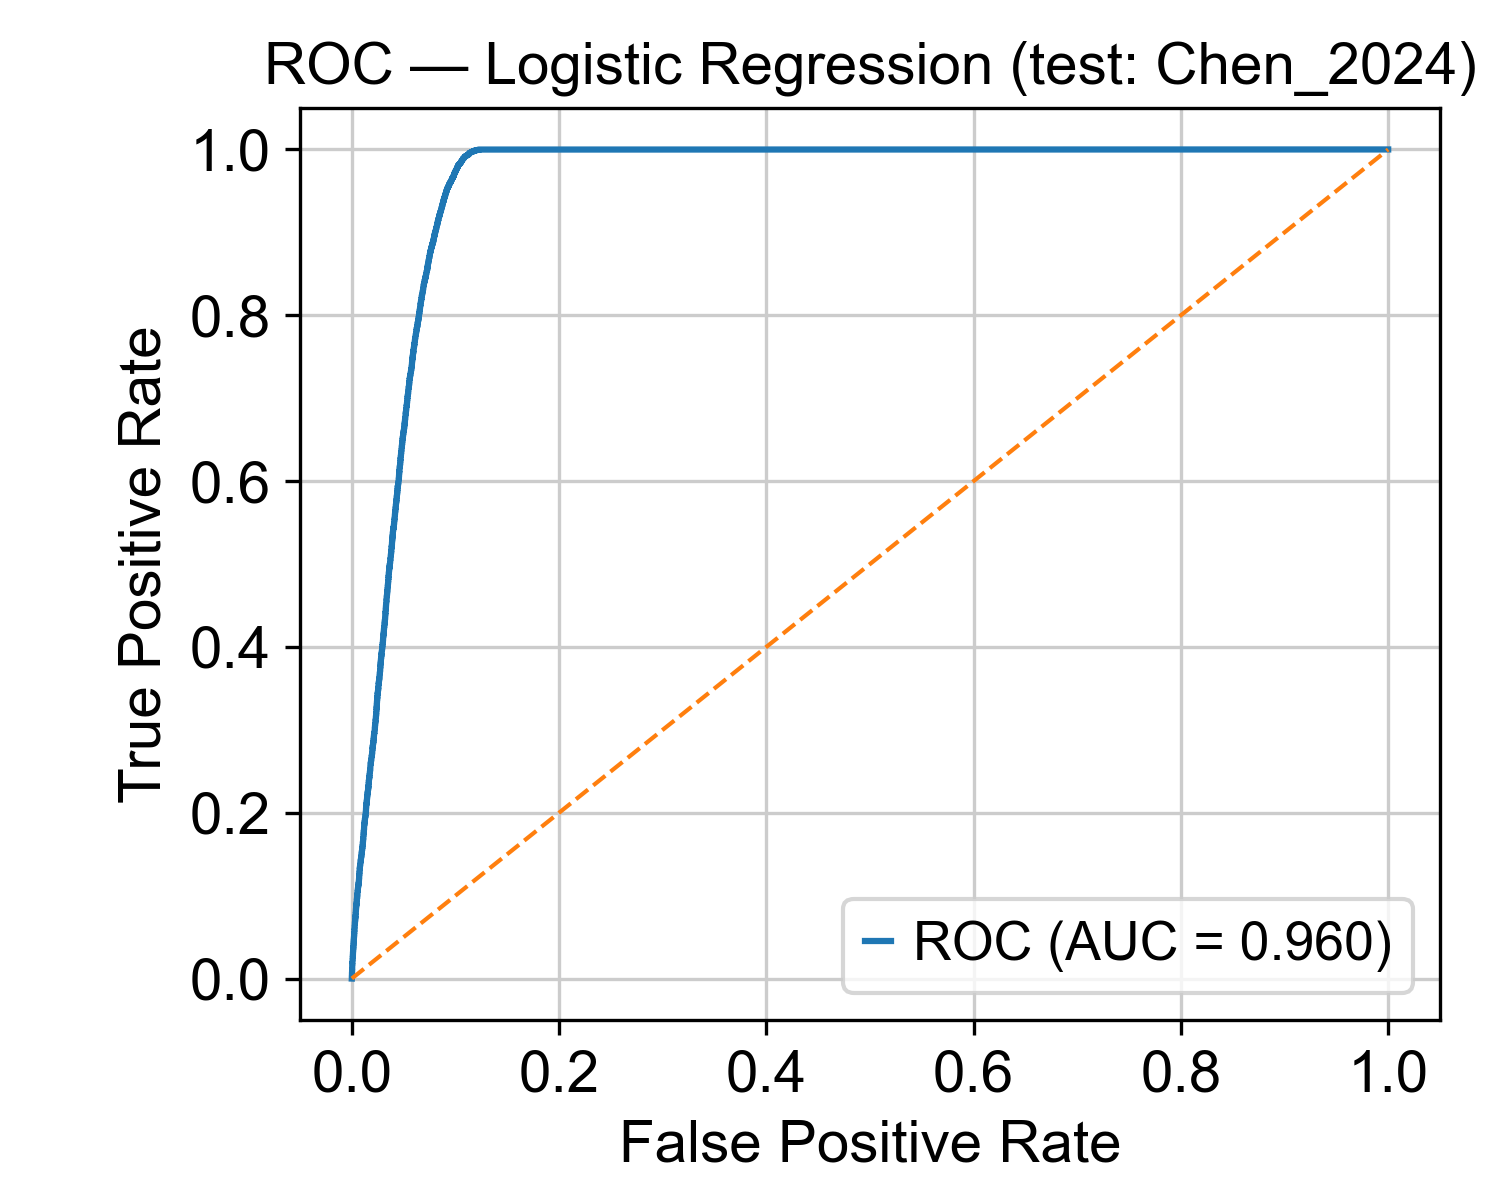 ROC — Logistic Regression (test: Chen_2024)
1.0
0.8
0.6
0.4
0.2
0.0
True Positive Rate
ROC (AUC = 0.960)
0.0 0.2 0.4 0.6 0.8 1.0
False Positive Rate